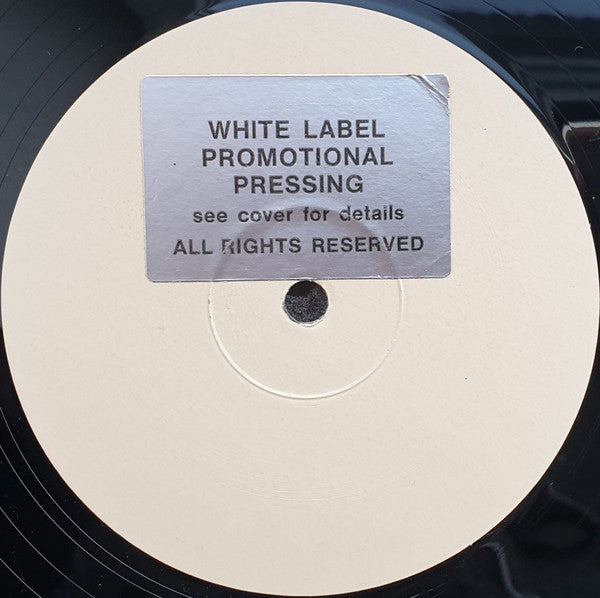 WHITE LABEL
PROMOTIONAL
PRESSING
see cover for details
ALL RIGHTS RESERVED